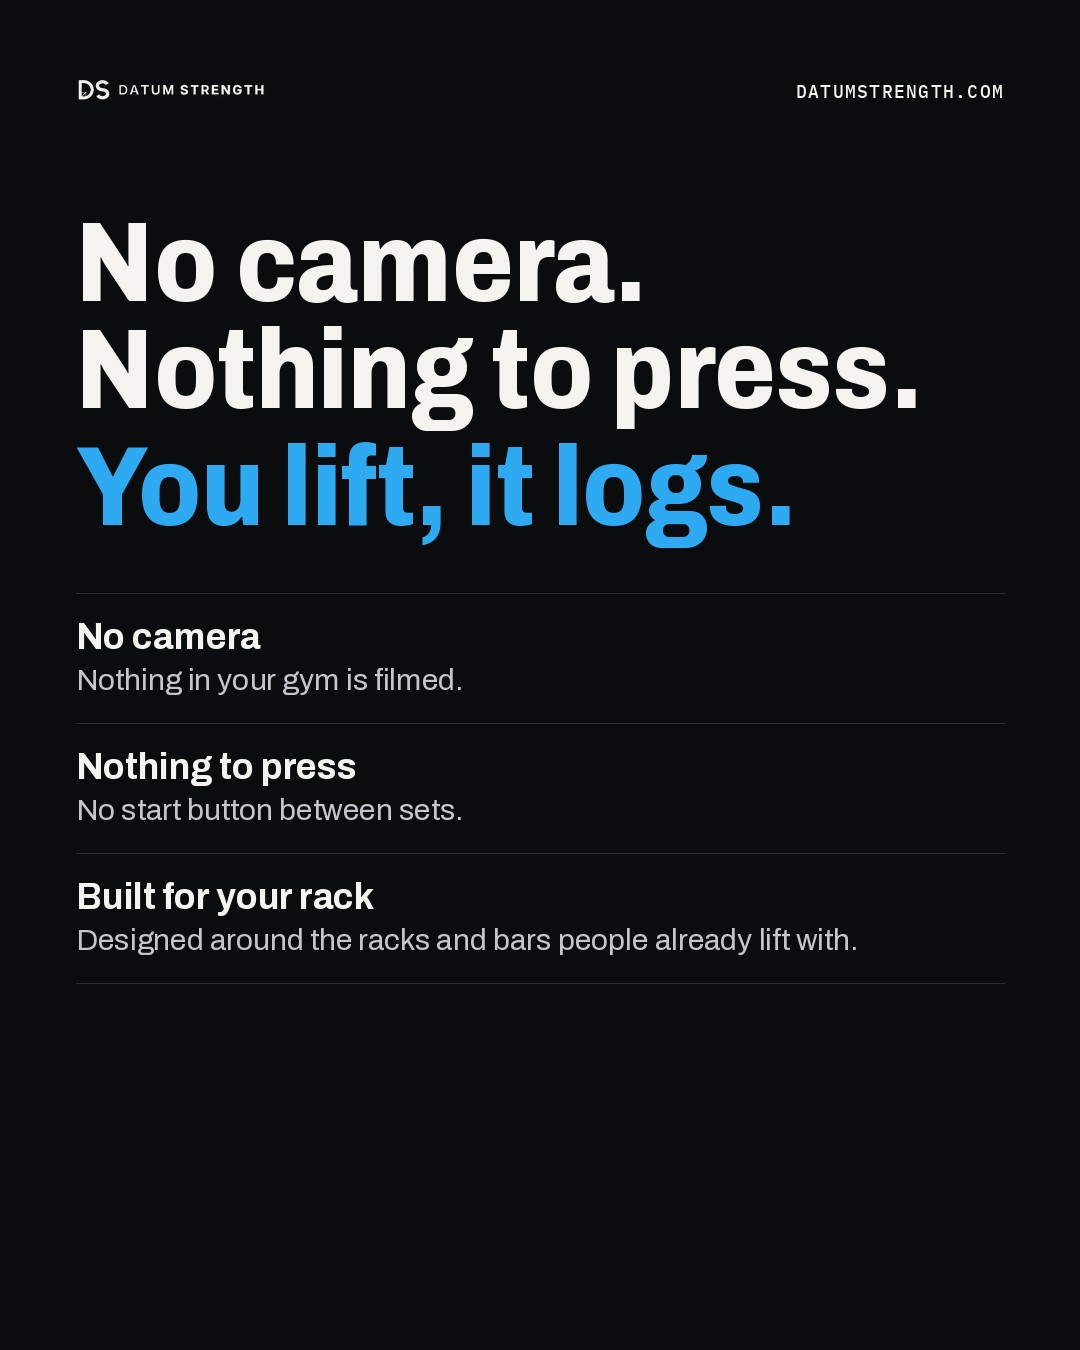 DS DATUM STRENGTH
DATUMSTRENGTH.COM
No camera.
Nothing to press.
You lift, it logs.
No camera
Nothing in your gym is filmed.
Nothing to press
No start button between sets.
Built for your rack
Designed around the racks and bars people already lift with.